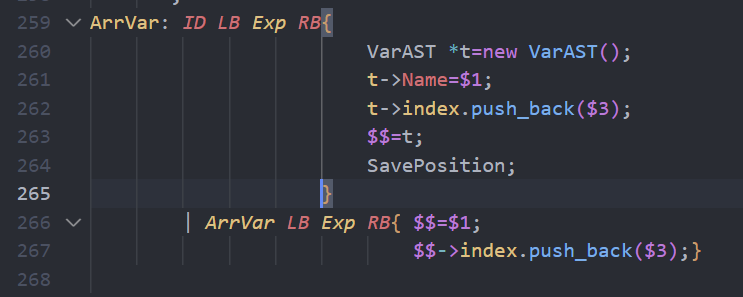 259 ArrVar: ID LB Exp RB{
260 VarAST *t=new VarAST();
261 t->Name=$1;
262 t->index.push_back($3);
263 $$=t;
264 SavePosition;
265 }
266 | ArrVar LB Exp RB{ $$=$1;
267 $$->index.push_back($3);}
268